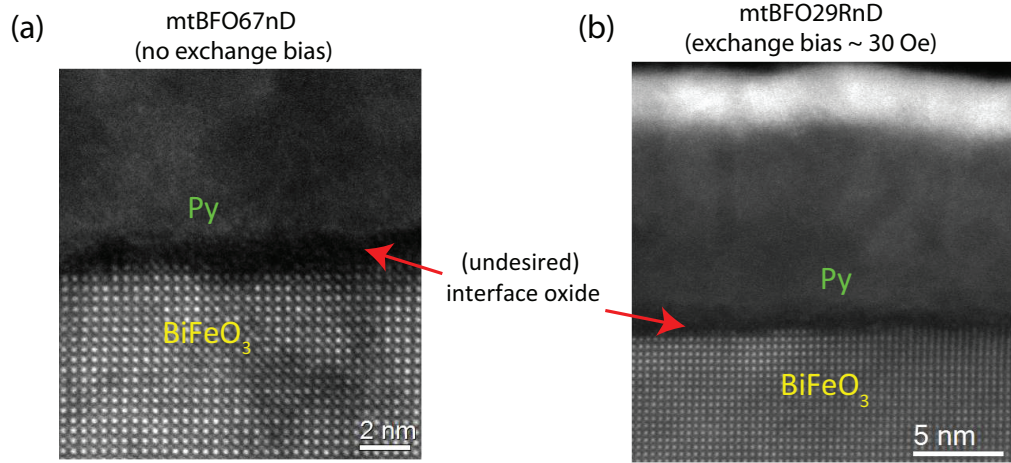 (a)
mtBFO67nD
(no exchange bias)
Py
BiFeO₃
2 nm
(undesired)
interface oxide
(b)
mtBFO29RnD
(exchange bias ~ 30 Oe)
Py
BiFeO₃
5 nm